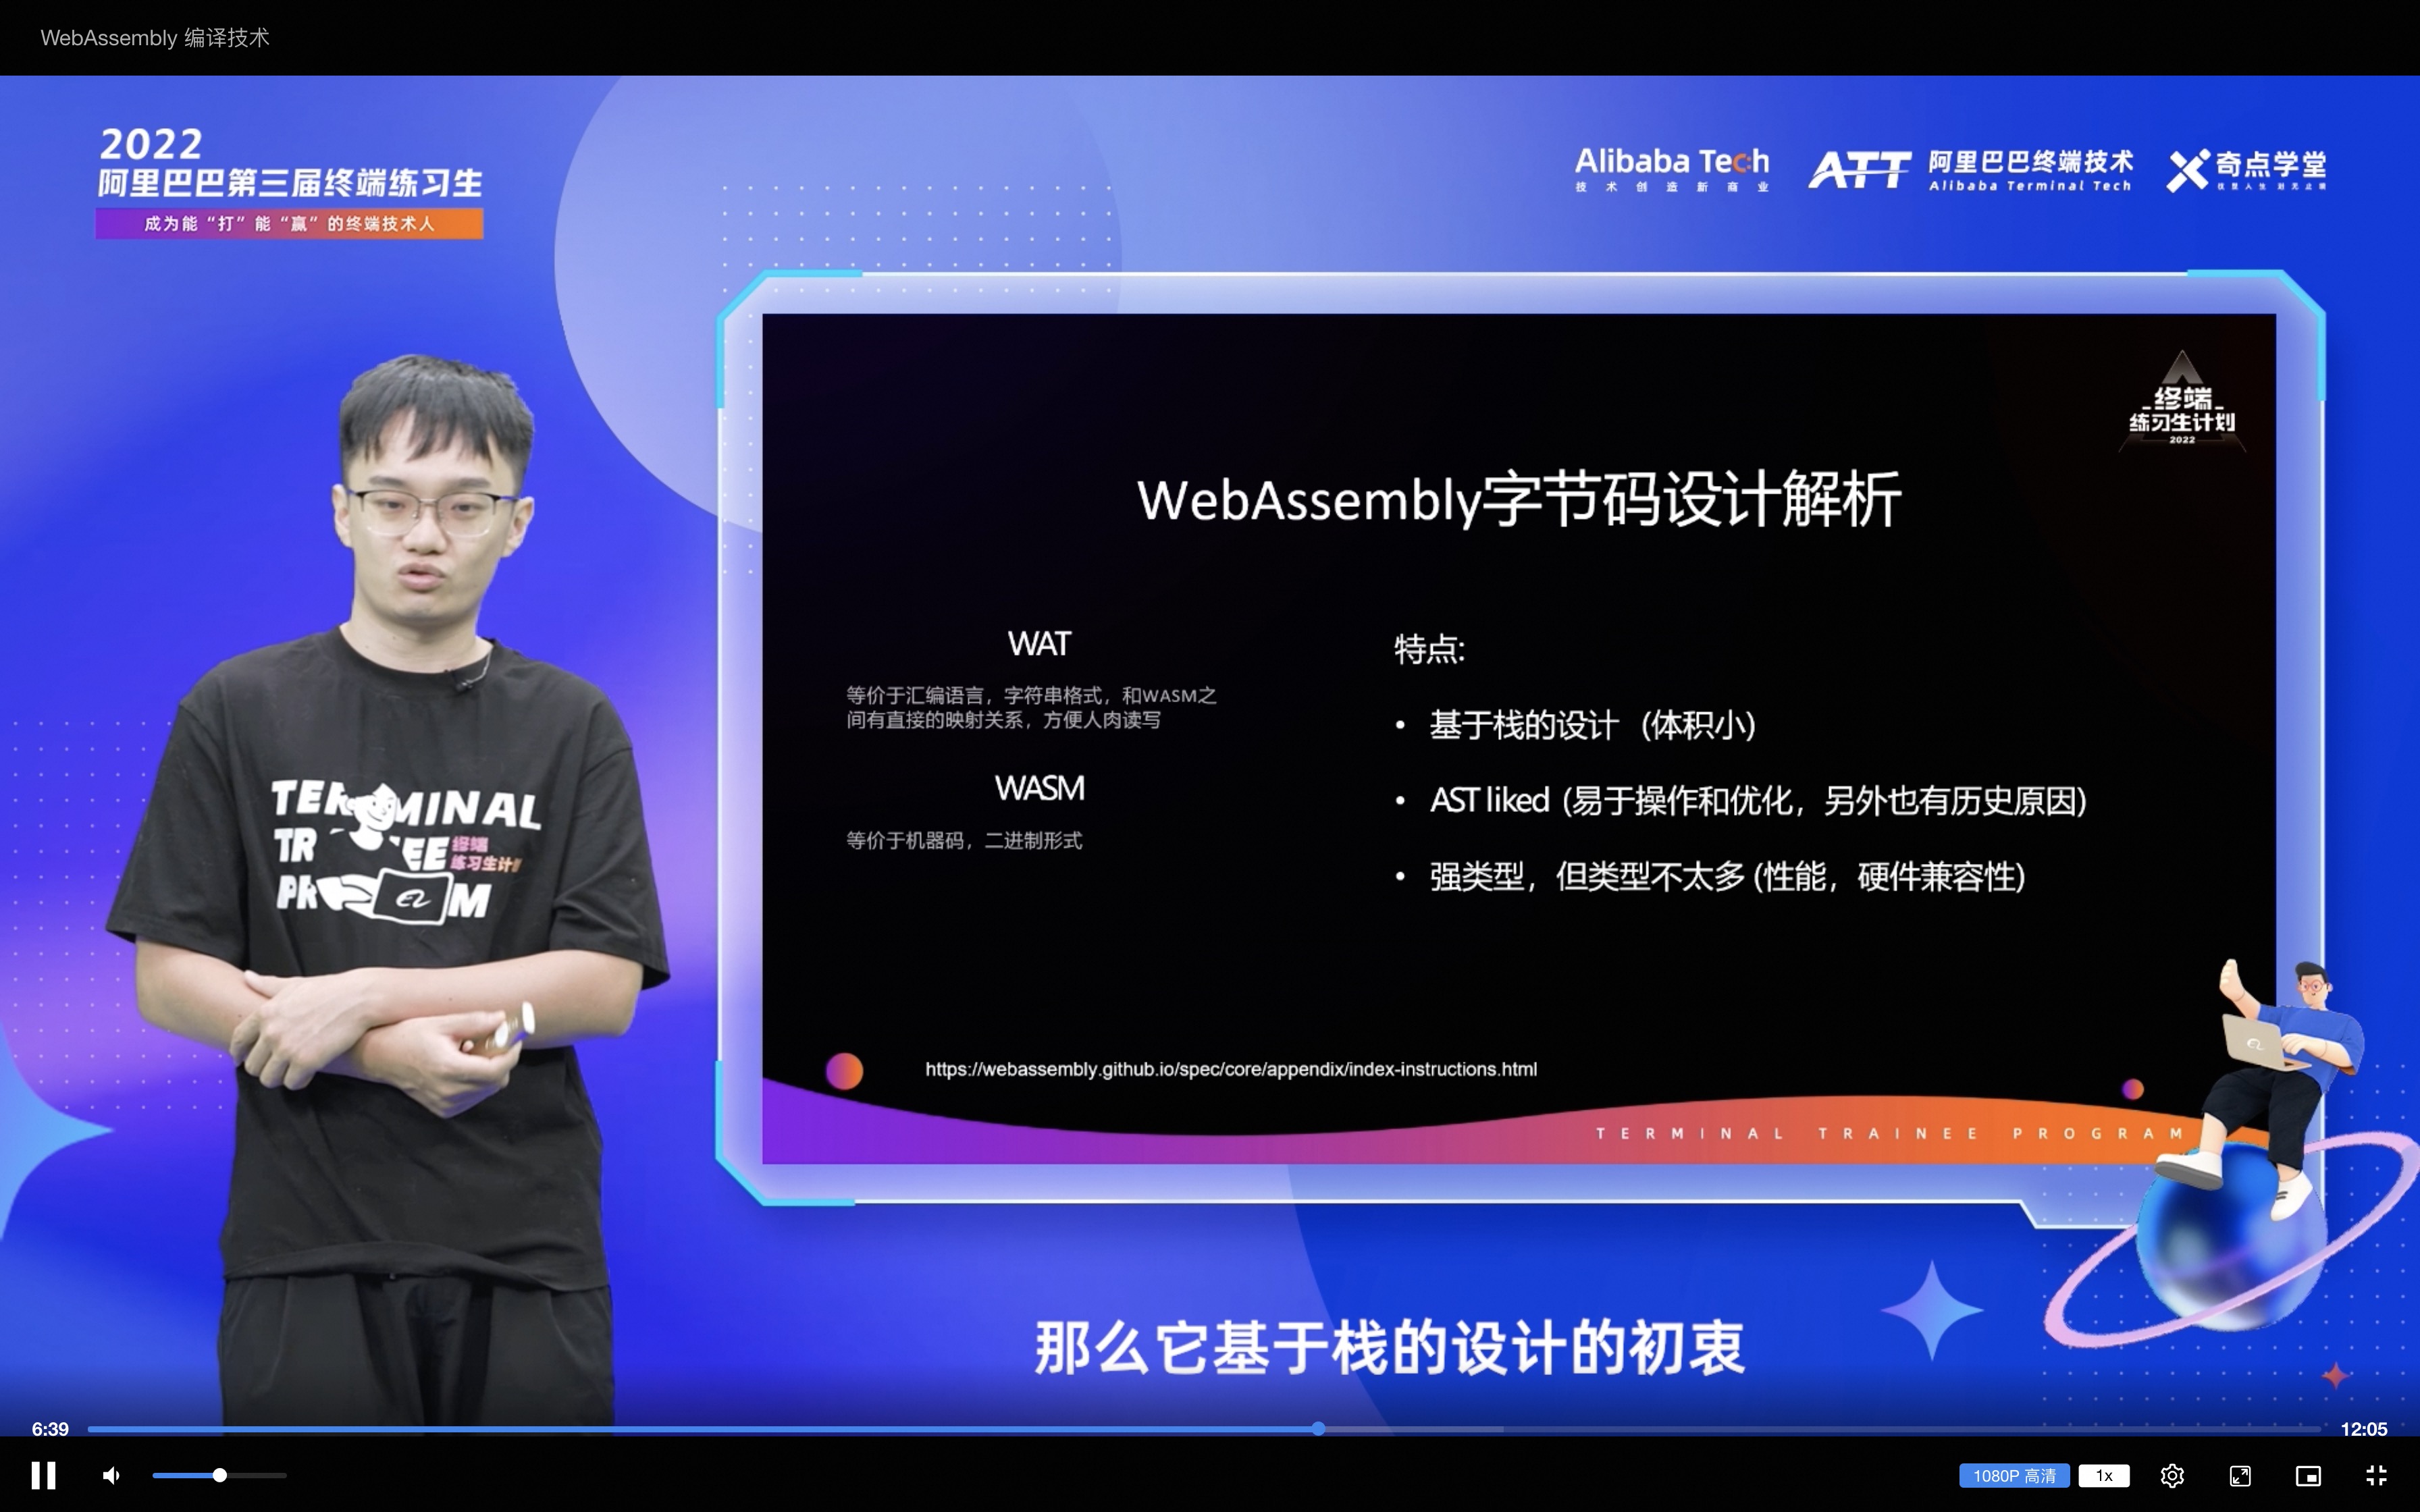 WebAssembly 编译技术
2022
阿里巴巴第三届终端练习生
成为能“打”能“赢”的终端技术人
Alibaba Tech
技术创造新商业
ATT
阿里巴巴终端技术
Alibaba Terminal Tech
奇点学堂
终端
练习生计划
2022
WebAssembly字节码设计解析
WAT
等价于汇编语言，字符串格式，和WASM之
间有直接的映射关系，方便人肉读写
WASM
等价于机器码，二进制形式
特点:
• 基于栈的设计 (体积小)
• AST liked (易于操作和优化，另外也有历史原因)
• 强类型，但类型不太多 (性能，硬件兼容性)
https://webassembly.github.io/spec/core/appendix/index-instructions.html
TERMINAL TRAINEE PROGRAM
TERMINAL
TR EE 终端
练习生计
PR M
那么它基于栈的设计的初衷
6:39
12:05
1080P 高清
1x